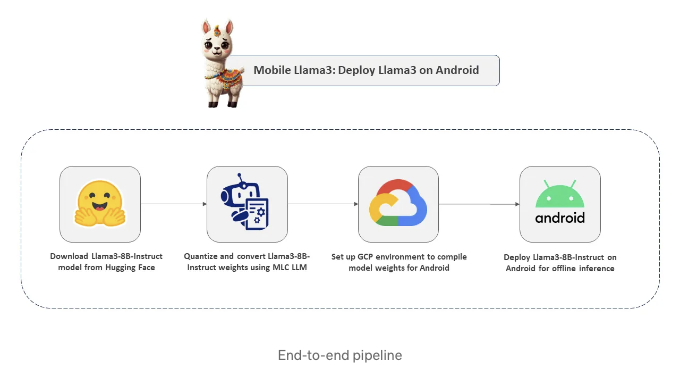 Mobile Llama3: Deploy Llama3 on Android
Download Llama3-8B-Instruct
model from Hugging Face
Quantize and convert Llama3-8B-
Instruct weights using MLC LLM
Set up GCP environment to compile
model weights for Android
android
Deploy Llama3-8B-Instruct on
Android for offline inference
End-to-end pipeline